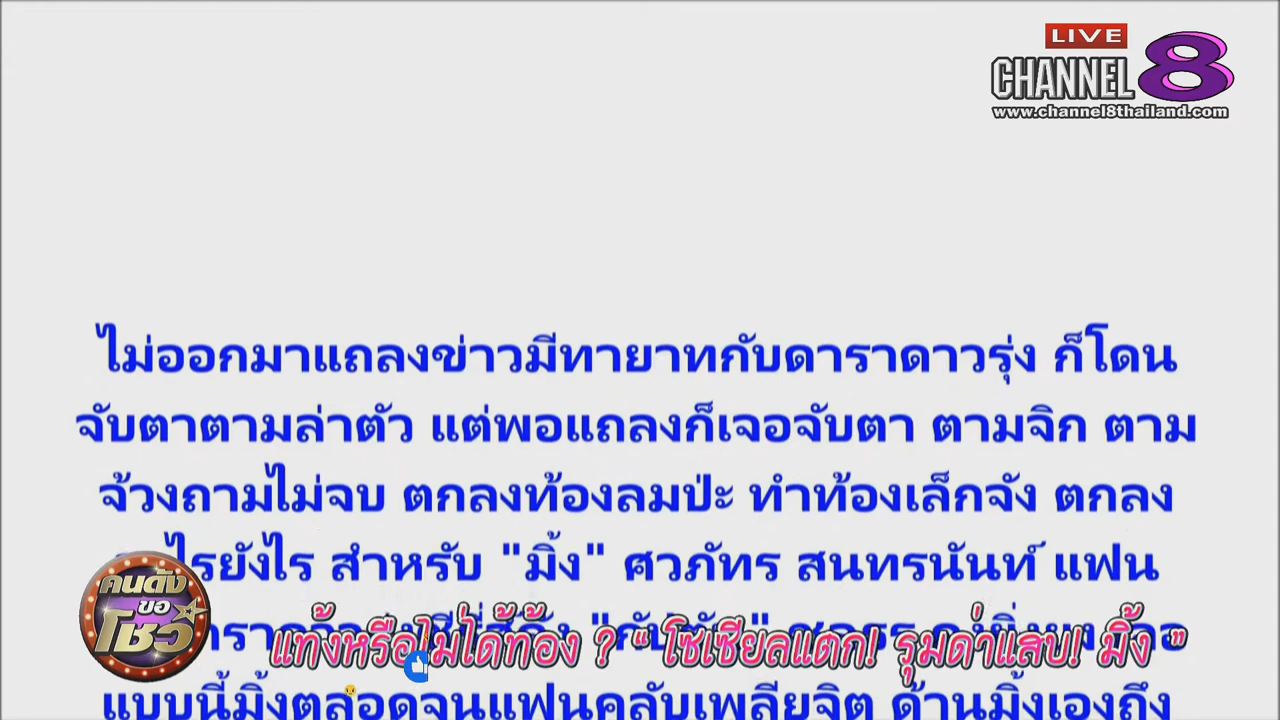 LIVE
CHANNEL 8
www.channel8thailand.com
ไม่ออกมาแถลงข่าวมีทายาทกับดาราดาวรุ่ง ก็โดน
จับตาตามล่าตัว แต่พอแถลงก็เจอจับตา ตามจิก ตาม
จ้วงถามไม่จบ ตกลงท้องลมป่ะ ทำท้องเล็กจัง ตกลง
ไรยังไร สำหรับ "มิ้ง" ศวภัทร สนทรนันท์ แฟน
คนดัง
ขอ
โชว์
แท้งหรือไม่ได้ท้อง ? “ โซเซียลแตก! รุมด่าแสบ! มิ้ง ”
แบบนี้มิ้งตลอดจนแฟนคลับเพลียจิต ด้านมิ้งเองถึง